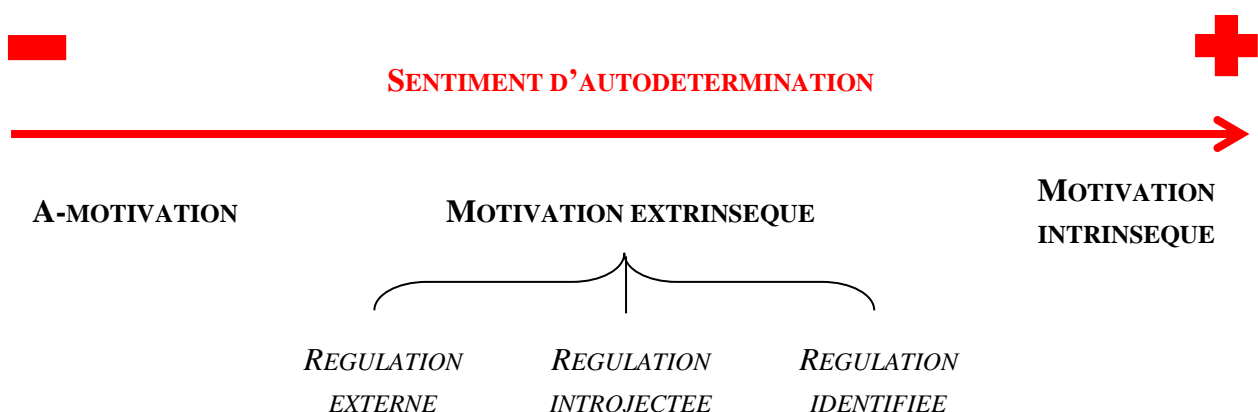 SENTIMENT D'AUTODETERMINATION
A-MOTIVATION
MOTIVATION EXTRINSEQUE
MOTIVATION
INTRINSEQUE
REGULATION
EXTERNE
REGULATION
INTROJECTEE
REGULATION
IDENTIFIEE